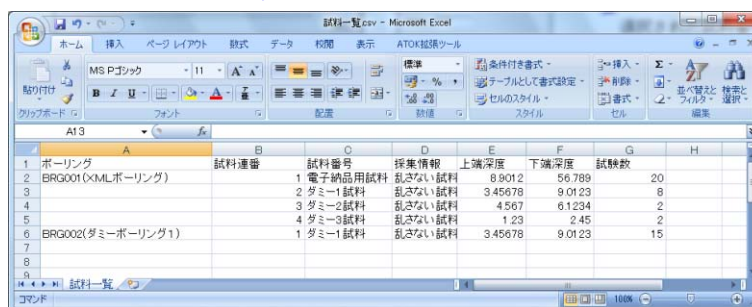 試料一覧.csv - Microsoft Excel
ホーム 挿入 ページ レイアウト 数式 データ 校閲 表示 ATOK拡張ツール
貼り付け MS Pゴシック 11 標準 条件付き書式 挿入 Σ
B I U A テーブルとして書式設定 削除 並べ替えと フィルタ 検索と 選択
セルのスタイル 書式
クリップボード フォント 配置 数値 スタイル セル 編集
A13 fx
A B C D E F G H
1 ボーリング 試料連番 試料番号 採集情報 上端深度 下端深度 試験数
2 BRG001(XMLボーリング) 1 電子納品用試料 乱さない試料 8.9012 56.789 20
3 2 ダミー1試料 乱さない試料 3.45678 9.0123 8
4 3 ダミー2試料 乱さない試料 4.567 6.1234 2
5 4 ダミー3試料 乱さない試料 1.23 2.45 2
6 BRG002(ダミーボーリング1) 1 ダミー1試料 乱さない試料 3.45678 9.0123 15
7
8
9
試料一覧
コマンド 100%